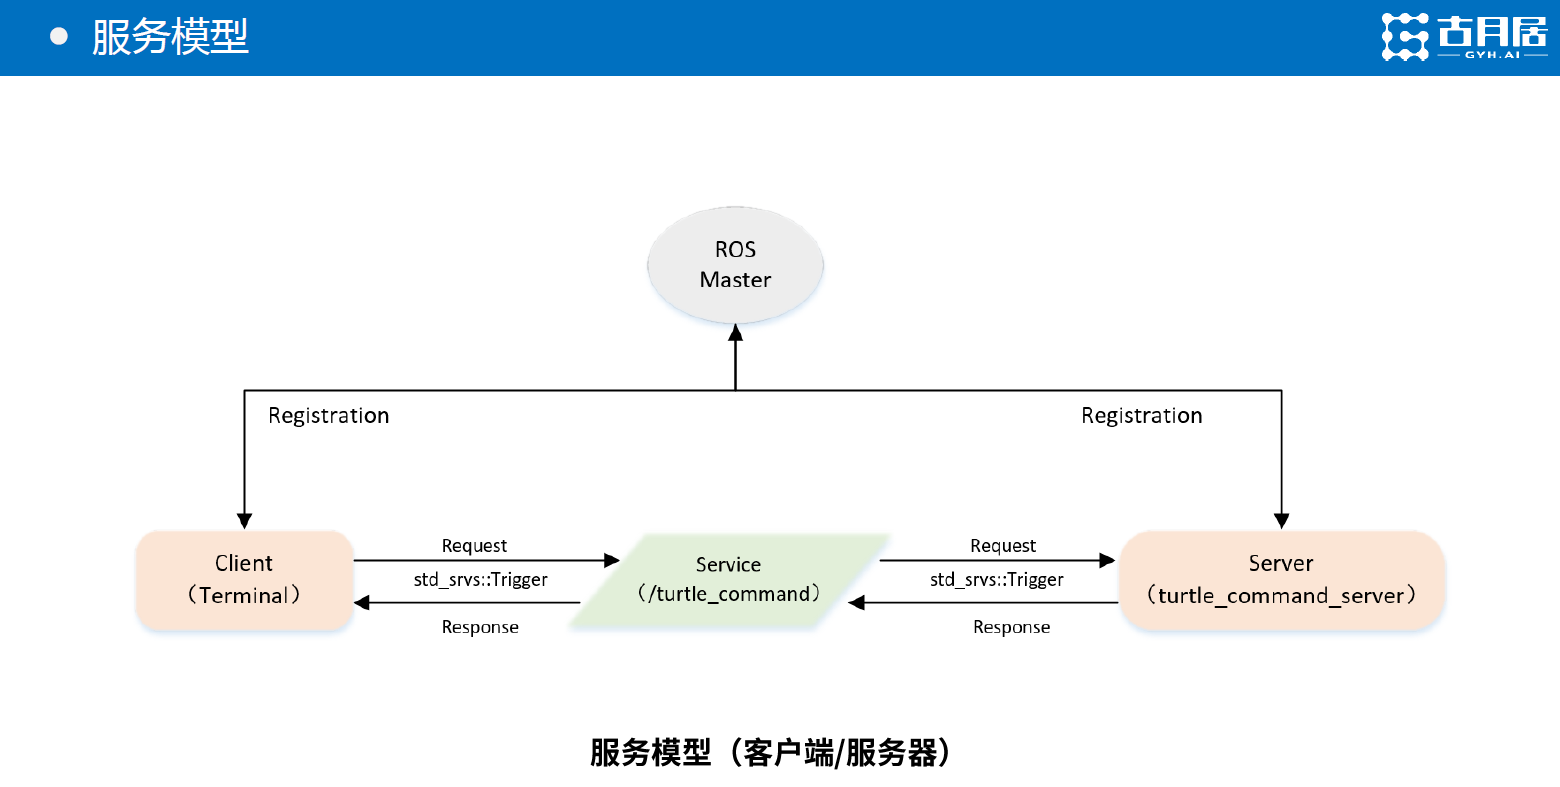 服务模型
古月居
GYH.AI
ROS
Master
Registration
Registration
Client
（Terminal）
Request
std_srvs::Trigger
Response
Service
（/turtle_command）
Request
std_srvs::Trigger
Response
Server
（turtle_command_server）
服务模型（客户端/服务器）